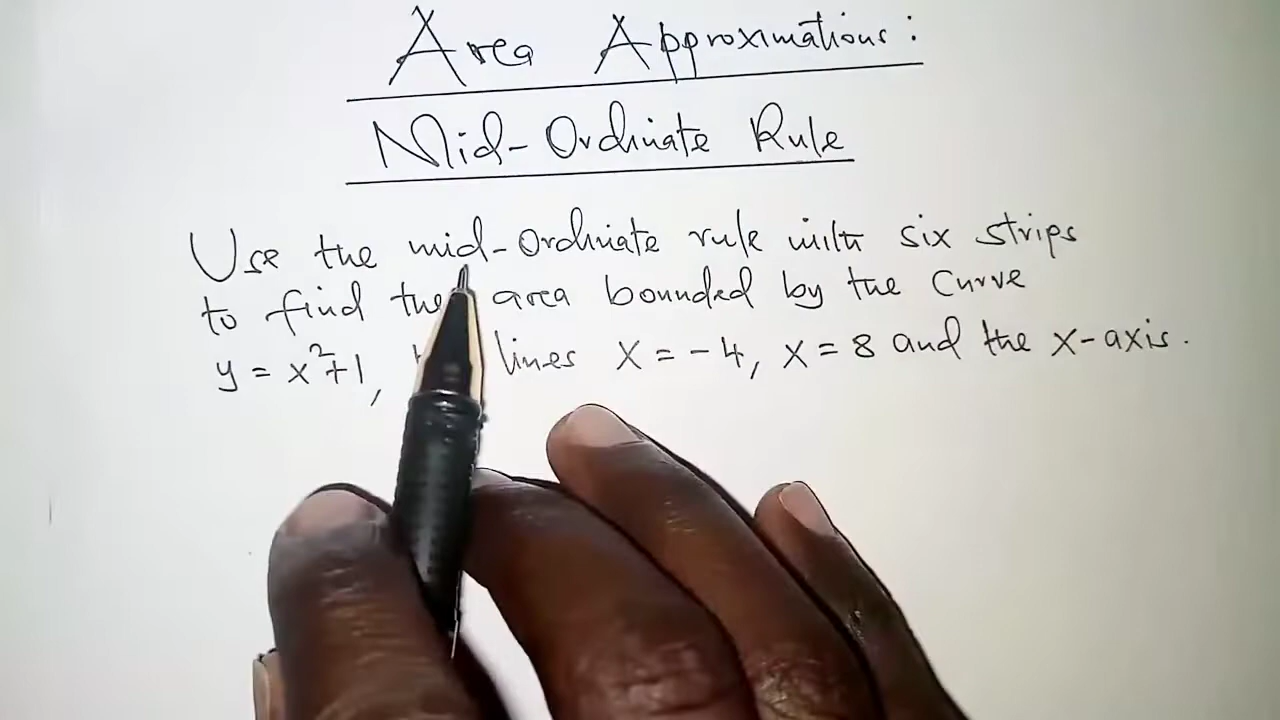 Area Approximations:
Mid-Ordinate Rule
Use the mid-Ordinate rule with six strips
to find the area bounded by the Curve
y = x²+1, lines x = -4, x = 8 and the x-axis.